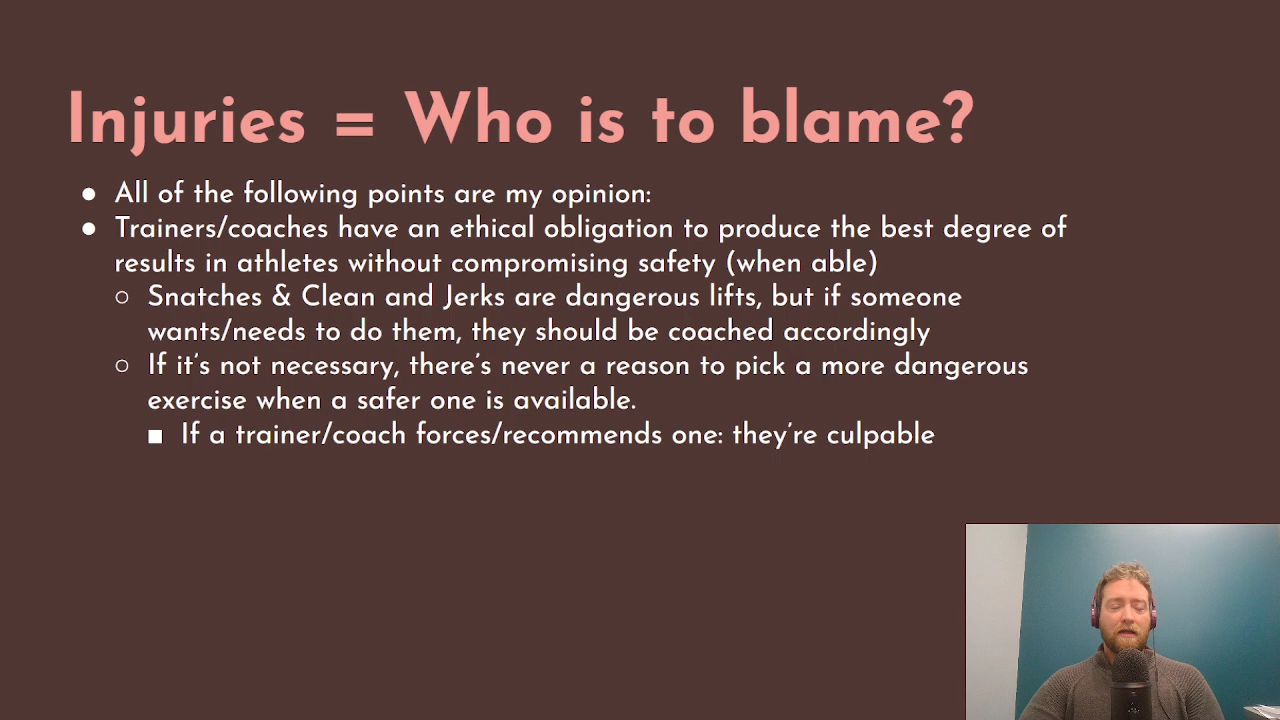 Injuries = Who is to blame?
● All of the following points are my opinion:
● Trainers/coaches have an ethical obligation to produce the best degree of
results in athletes without compromising safety (when able)
○ Snatches & Clean and Jerks are dangerous lifts, but if someone
wants/needs to do them, they should be coached accordingly
○ If it's not necessary, there's never a reason to pick a more dangerous
exercise when a safer one is available.
■ If a trainer/coach forces/recommends one: they're culpable